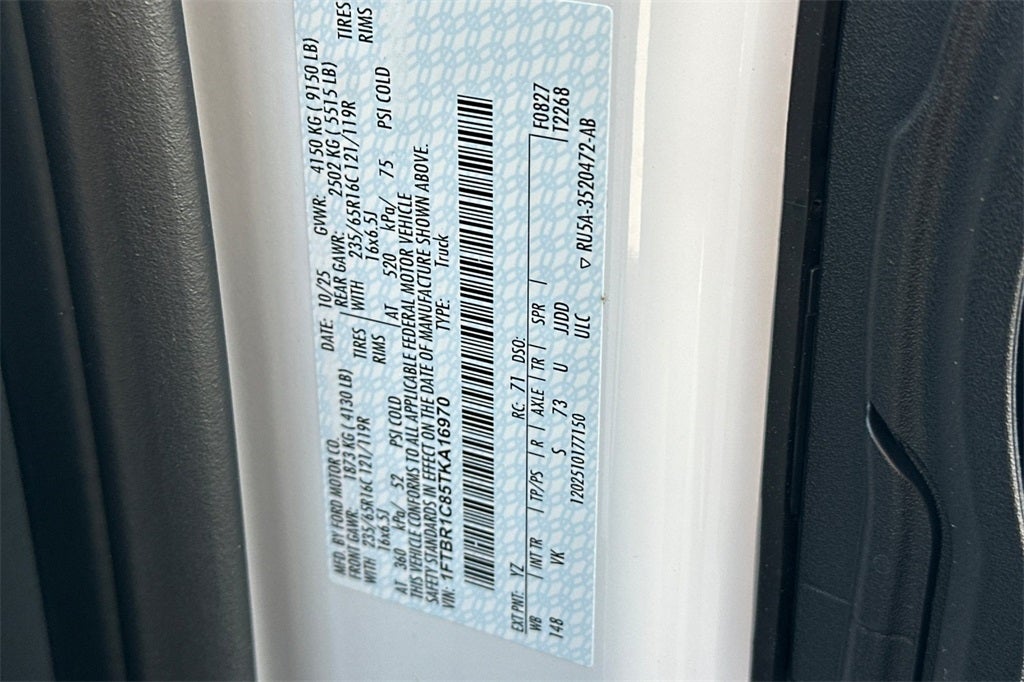 MFD. BY FORD MOTOR CO. DATE: 10/25 GVWR: 4150 KG ( 9150 LB)
FRONT GAWR: 1873 KG ( 4130 LB) REAR GAWR: 2502 KG ( 5515 LB)
WITH 235/65R16C 121/119R TIRES WITH 235/65R16C 121/119R TIRES
16x6.5J RIMS 16x6.5J RIMS
AT 360 kPa/ 52 PSI COLD AT 520 kPa/ 75 PSI COLD
THIS VEHICLE CONFORMS TO ALL APPLICABLE FEDERAL MOTOR VEHICLE
SAFETY STANDARDS IN EFFECT ON THE DATE OF MANUFACTURE SHOWN ABOVE.
VIN: 1FTBR1C85TKA16970 TYPE: Truck
EXT PNT: YZ RC: 71 DSO: F0827
WB INT TR TP/PS R AXLE TR SPR T2268
148 VK S 73 U JJDD
1202510177150 ULC ▽ RU5A-3520472-AB